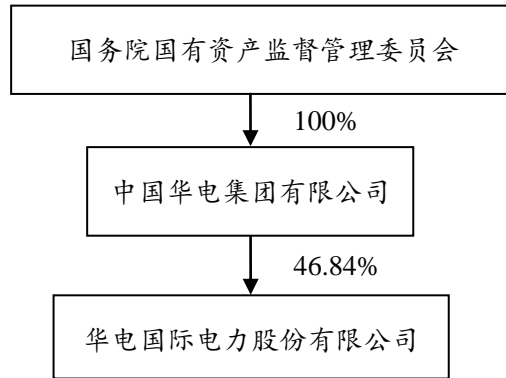 国务院国有资产监督管理委员会
100%
中国华电集团有限公司
46.84%
华电国际电力股份有限公司